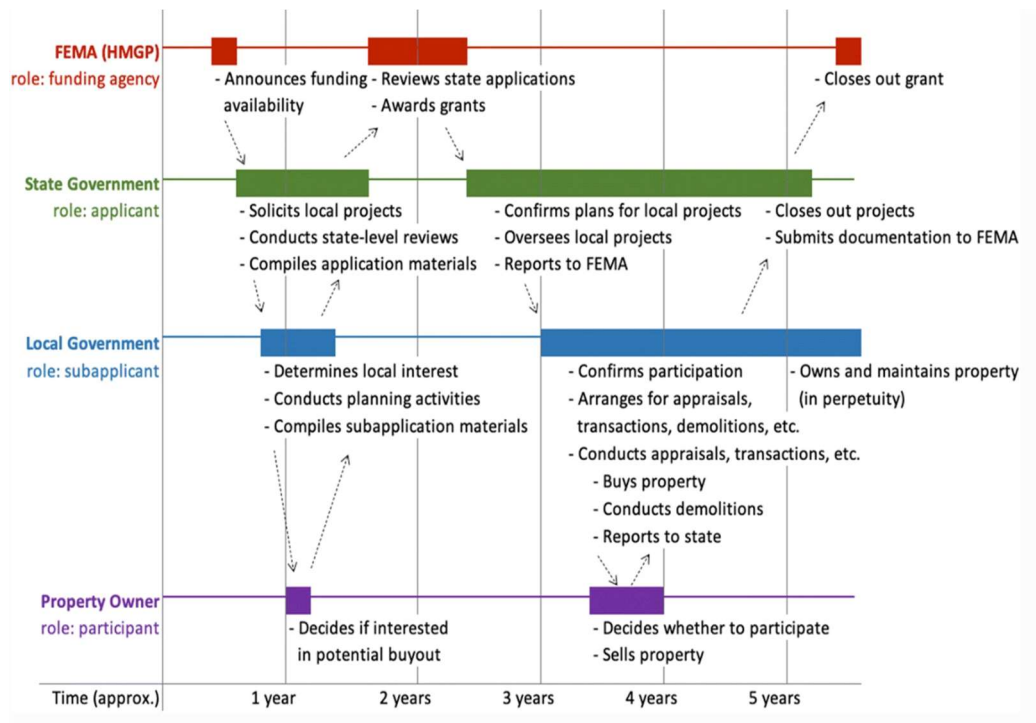 FEMA (HMGP)
role: funding agency
- Announces funding
availability
- Reviews state applications
- Awards grants
- Closes out grant
State Government
role: applicant
- Solicits local projects
- Conducts state-level reviews
- Compiles application materials
- Confirms plans for local projects
- Oversees local projects
- Reports to FEMA
- Closes out projects
- Submits documentation to FEMA
Local Government
role: subapplicant
- Determines local interest
- Conducts planning activities
- Compiles subapplication materials
- Confirms participation
- Arranges for appraisals,
transactions, demolitions, etc.
- Conducts appraisals, transactions, etc.
- Buys property
- Conducts demolitions
- Reports to state
- Owns and maintains property
(in perpetuity)
Property Owner
role: participant
- Decides if interested
in potential buyout
- Decides whether to participate
- Sells property
Time (approx.)
1 year
2 years
3 years
4 years
5 years